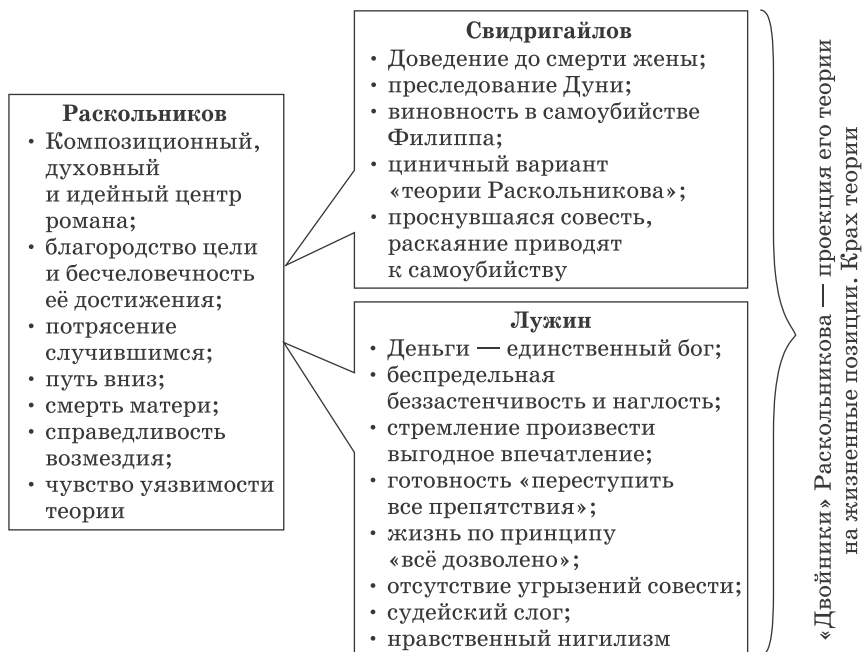 Раскольников
• Композиционный,
духовный
и идейный центр
романа;
• благородство цели
и бесчеловечность
её достижения;
• потрясение
случившимся;
• путь вниз;
• смерть матери;
• справедливость
возмездия;
• чувство уязвимости
теории
Свидригайлов
• Доведение до смерти жены;
• преследование Дуни;
• виновность в самоубийстве
Филиппа;
• циничный вариант
«теории Раскольникова»;
• проснувшаяся совесть,
раскаяние приводят
к самоубийству
Лужин
• Деньги — единственный бог;
• беспредельная
беззастенчивость и наглость;
• стремление произвести
выгодное впечатление;
• готовность «переступить
все препятствия»;
• жизнь по принципу
«всё дозволено»;
• отсутствие угрызений совести;
• судейский слог;
• нравственный нигилизм
«Двойники» Раскольникова — проекция его теории
на жизненные позиции. Крах теории